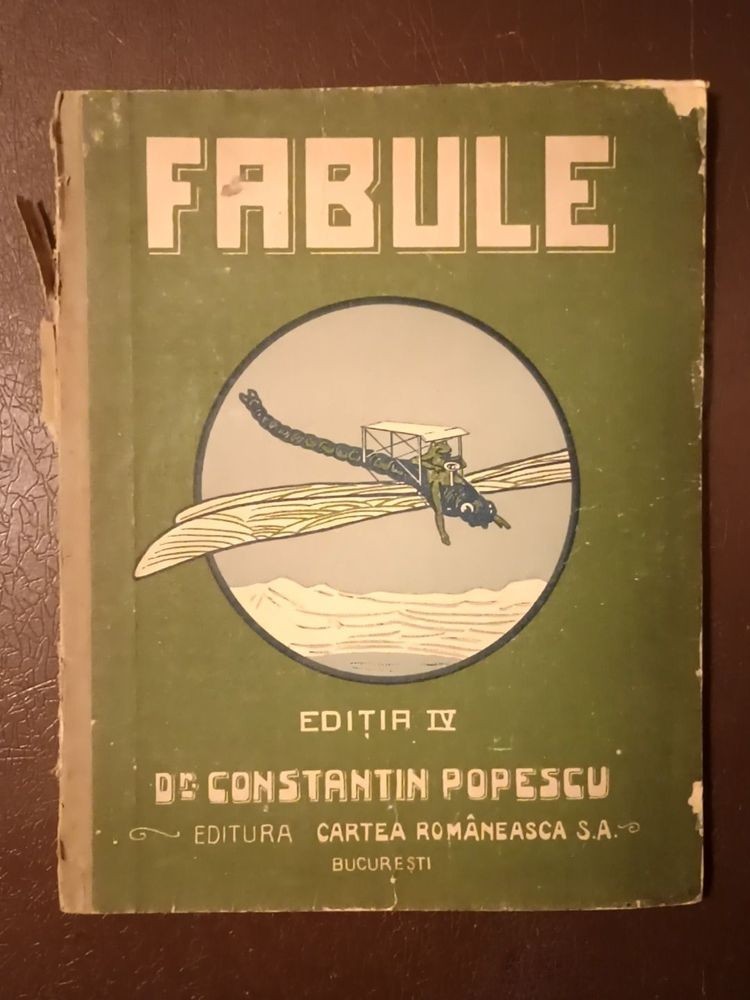 FABULE
EDIȚIA IV
Dr. CONSTANTIN POPESCU
EDITURA CARTEA ROMÂNEASCA S.A.
BUCUREȘTI